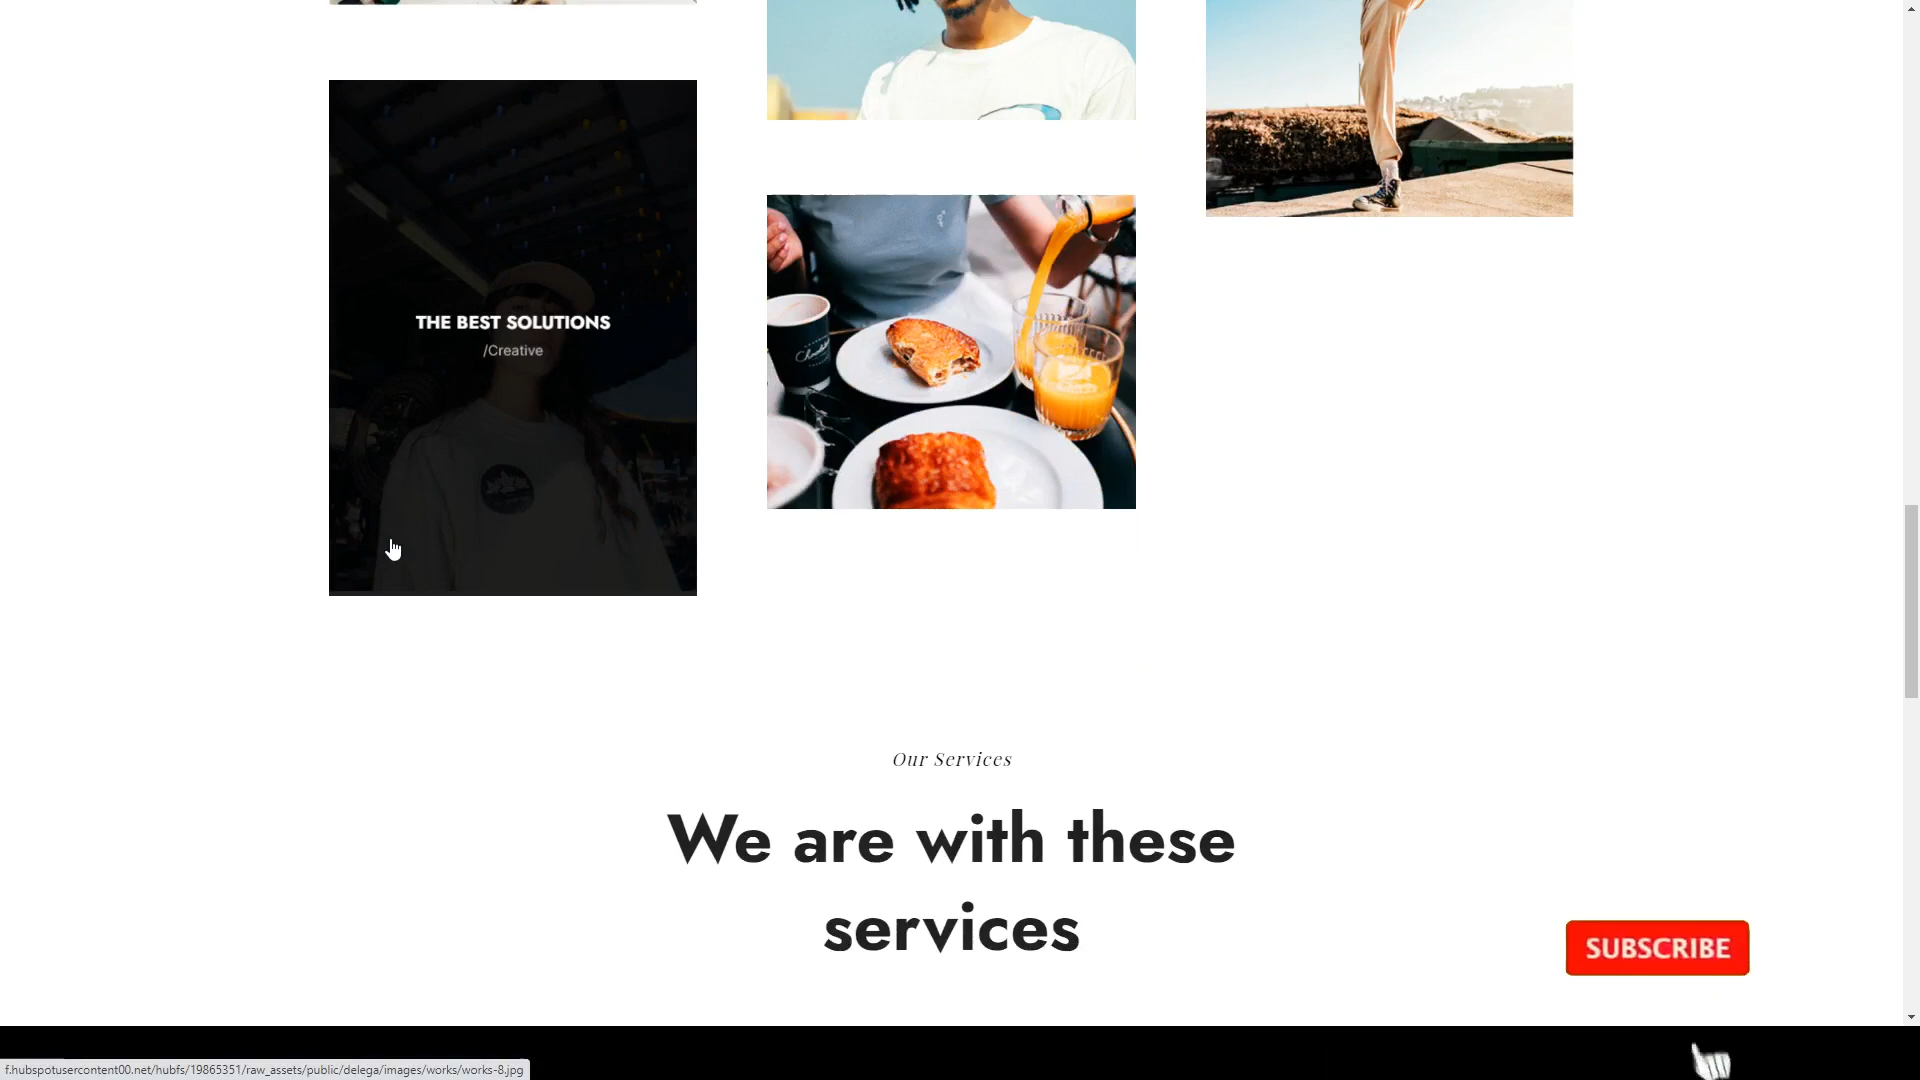 THE BEST SOLUTIONS
/Creative
Our Services
We are with these
services
SUBSCRIBE
f.hubspotusercontent00.net/hubfs/19865351/raw_assets/public/delega/images/works/works-8.jpg